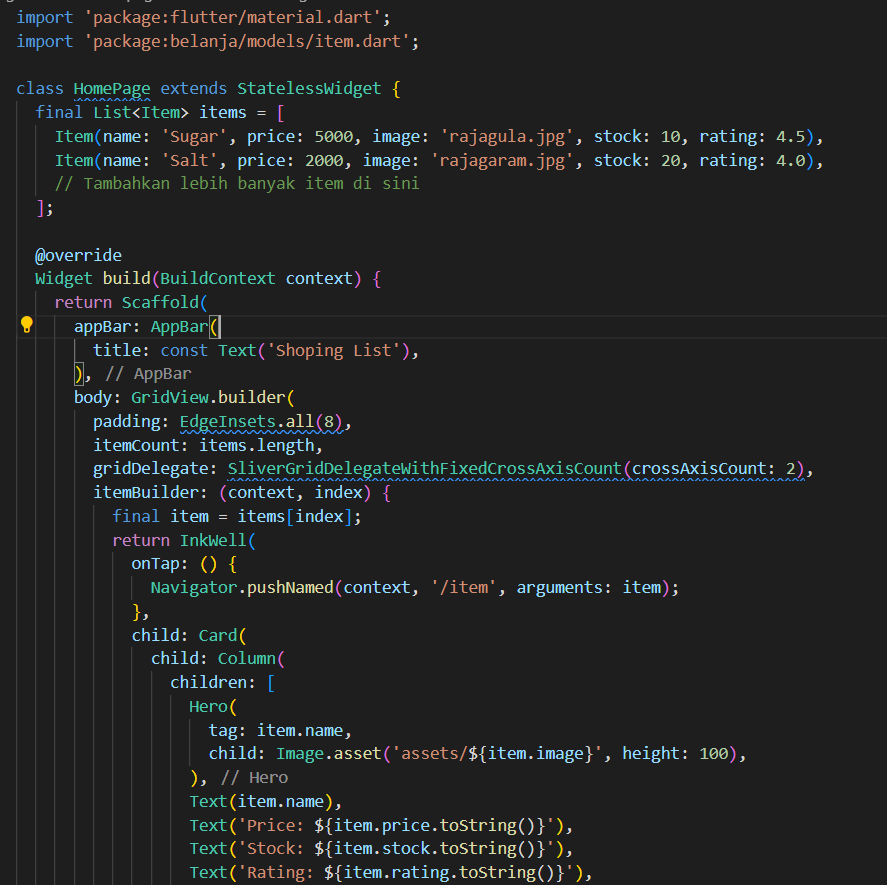 import 'package:flutter/material.dart';
import 'package:belanja/models/item.dart';

class HomePage extends StatelessWidget {
  final List<Item> items = [
    Item(name: 'Sugar', price: 5000, image: 'rajagula.jpg', stock: 10, rating: 4.5),
    Item(name: 'Salt', price: 2000, image: 'rajagaram.jpg', stock: 20, rating: 4.0),
    // Tambahkan lebih banyak item di sini
  ];

  @override
  Widget build(BuildContext context) {
    return Scaffold(
      appBar: AppBar(
        title: const Text('Shoping List'),
      ), // AppBar
      body: GridView.builder(
        padding: EdgeInsets.all(8),
        itemCount: items.length,
        gridDelegate: SliverGridDelegateWithFixedCrossAxisCount(crossAxisCount: 2),
        itemBuilder: (context, index) {
          final item = items[index];
          return InkWell(
            onTap: () {
              Navigator.pushNamed(context, '/item', arguments: item);
            },
            child: Card(
              child: Column(
                children: [
                  Hero(
                    tag: item.name,
                    child: Image.asset('assets/${item.image}', height: 100),
                  ), // Hero
                  Text(item.name),
                  Text('Price: ${item.price.toString()}'),
                  Text('Stock: ${item.stock.toString()}'),
                  Text('Rating: ${item.rating.toString()}'),